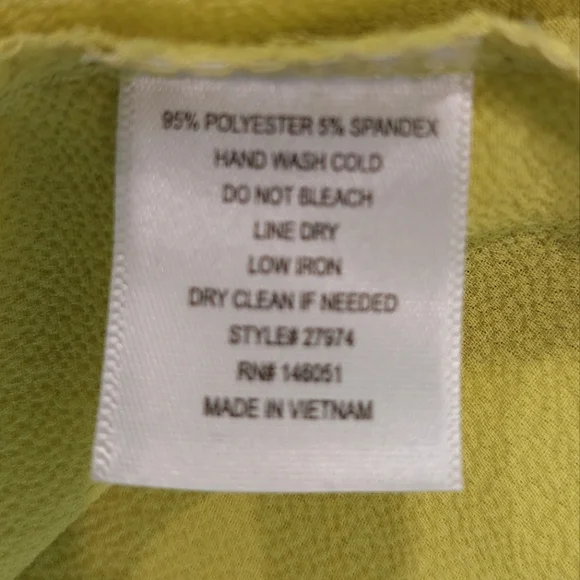 95% POLYESTER 5% SPANDEX
HAND WASH COLD
DO NOT BLEACH
LINE DRY
LOW IRON
DRY CLEAN IF NEEDED
STYLE# 27974
RN# 146051
MADE IN VIETNAM